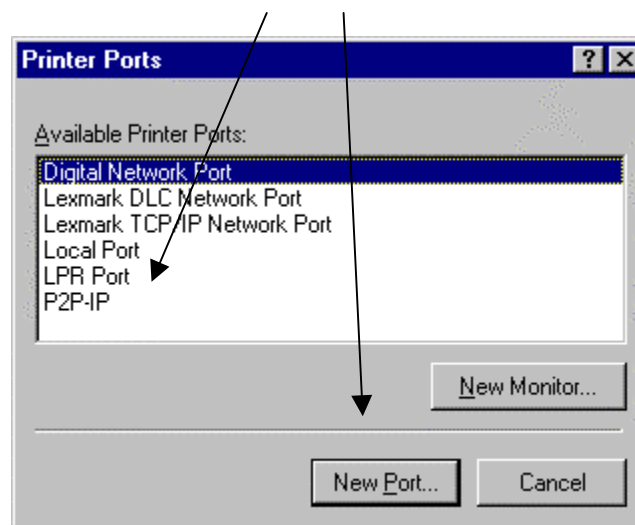 Printer Ports
Available Printer Ports:
Digital Network Port
Lexmark DLC Network Port
Lexmark TCP/IP Network Port
Local Port
LPR Port
P2P-IP
New Monitor...
New Port...
Cancel